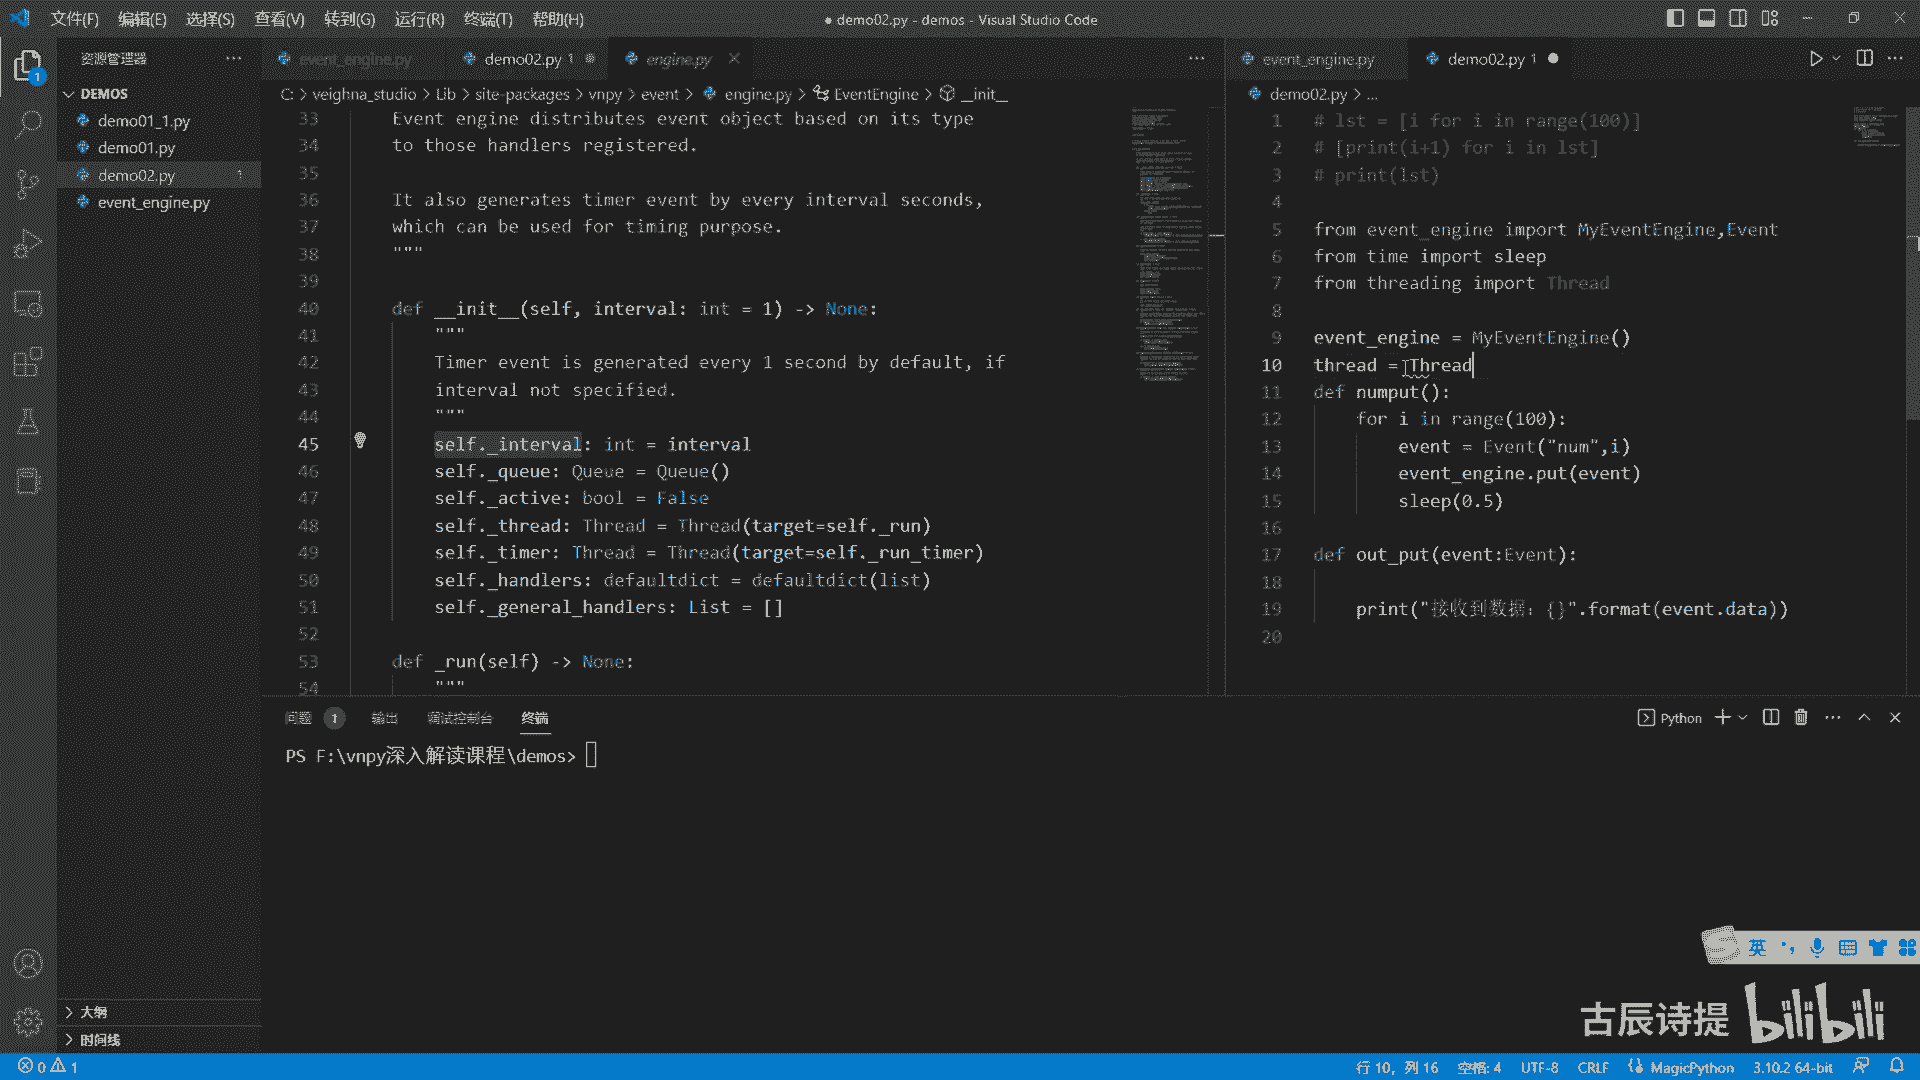 文件(F) 编辑(E) 选择(S) 查看(V) 转到(G) 运行(R) 终端(T) 帮助(H)
● demo02.py - demos - Visual Studio Code
资源管理器 ···
DEMOS
demo01_1.py
demo01.py
demo02.py 1
event_engine.py
大纲
时间线
event_engine.py
demo02.py 1
engine.py
C: > veighna_studio > Lib > site-packages > vnpy > event > engine.py > EventEngine > __init__
33 Event engine distributes event object based on its type
34 to those handlers registered.
35
36 It also generates timer event by every interval seconds,
37 which can be used for timing purpose.
38 """
39
40 def __init__(self, interval: int = 1) -> None:
41 """
42 Timer event is generated every 1 second by default, if
43 interval not specified.
44 """
45 self._interval: int = interval
46 self._queue: Queue = Queue()
47 self._active: bool = False
48 self._thread: Thread = Thread(target=self._run)
49 self._timer: Thread = Thread(target=self._run_timer)
50 self._handlers: defaultdict = defaultdict(list)
51 self._general_handlers: List = []
52
53 def _run(self) -> None:
54 """
event_engine.py
demo02.py 1
demo02.py > ...
1 # lst = [i for i in range(100)]
2 # [print(i+1) for i in lst]
3 # print(lst)
4
5 from event_engine import MyEventEngine,Event
6 from time import sleep
7 from threading import Thread
8
9 event_engine = MyEventEngine()
10 thread = Thread
11 def numput():
12 for i in range(100):
13 event = Event("num",i)
14 event_engine.put(event)
15 sleep(0.5)
16
17 def out_put(event:Event):
18
19 print("接收到数据：{}".format(event.data))
20
问题 1 输出 调试控制台 终端
Python
PS F:\vnpy深入解读课程\demos>
英
古辰诗提 bilibili
0 1
行 10，列 16 空格: 4 UTF-8 CRLF MagicPython 3.10.2 64-bit